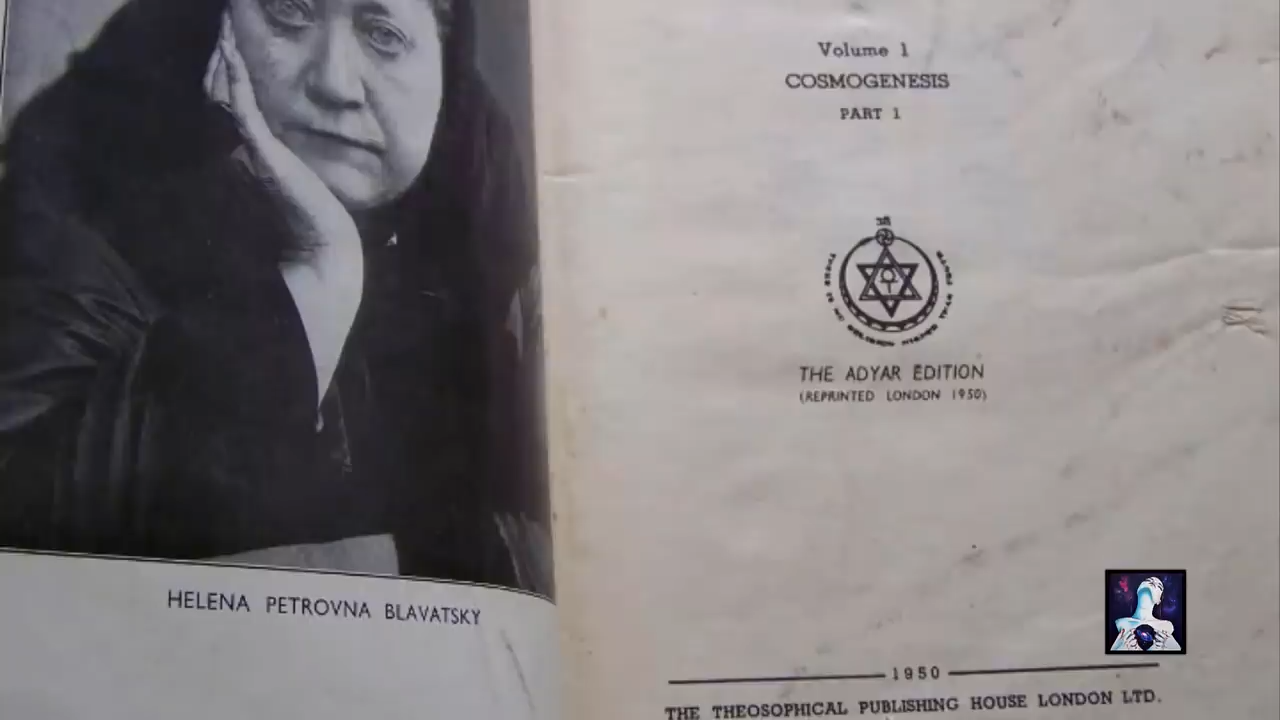 HELENA PETROVNA BLAVATSKY
Volume 1
COSMOGENESIS
PART 1
THE ADYAR EDITION
(REPRINTED LONDON 1950)
1950
THE THEOSOPHICAL PUBLISHING HOUSE LONDON LTD.